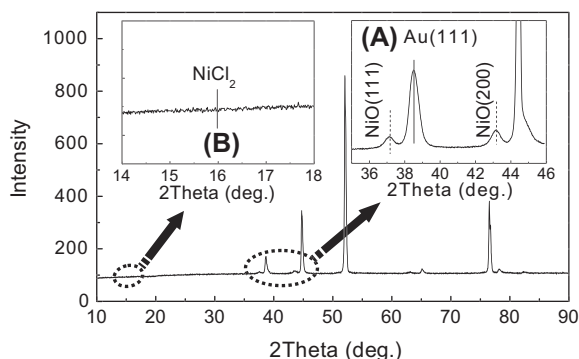 1000
800
600
400
200
0
Intensity
10 20 30 40 50 60 70 80 90
2Theta (deg.)
NiCl2
(B)
14 15 16 17 18
2Theta (deg.)
(A) Au(111)
NiO(111)
NiO(200)
36 38 40 42 44 46
2Theta (deg.)